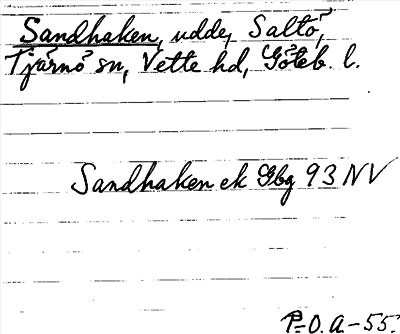 Sandhaken, udde, Saltö,
Tjärnö sn, Vette hd, Göteb. l.
Sandhaken ek Gbg 93 NV
P-O.A.-55.